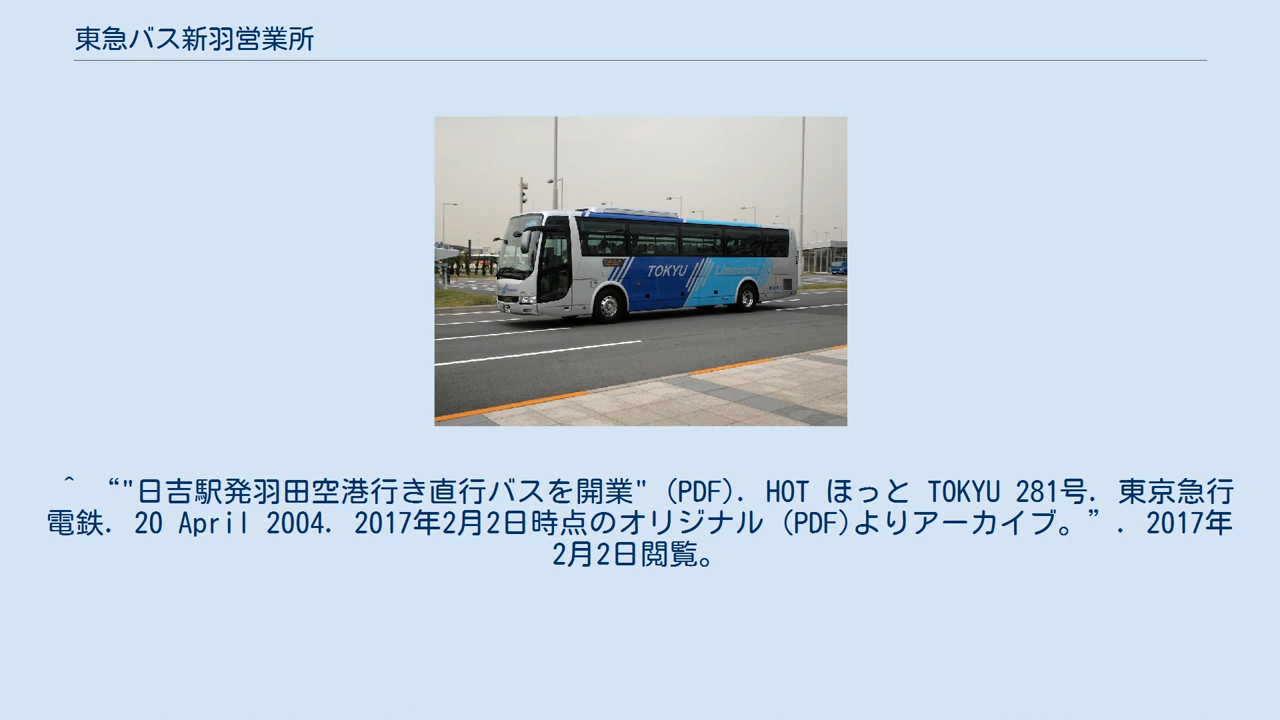 東急バス新羽営業所
TOKYU
Limousine
^ “"日吉駅発羽田空港行き直行バスを開業" (PDF). HOT ほっと TOKYU 281号. 東京急行
電鉄. 20 April 2004. 2017年2月2日時点のオリジナル (PDF)よりアーカイブ。”. 2017年
2月2日閲覧。